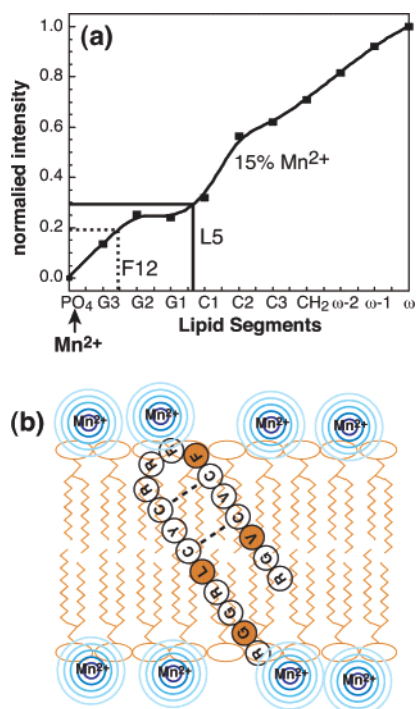 (a)
normalied intensity
1.0
0.8
0.6
0.4
0.2
0.0
15% Mn²⁺
L5
F12
PO₄ G3 G2 G1 C1 C2 C3 CH₂ ω-2 ω-1 ω
Lipid Segments
Mn²⁺
(b)
Mn²⁺ Mn²⁺ Mn²⁺ Mn²⁺
R G G R L C Y C R R F F C V C V G R
Mn²⁺ Mn²⁺ Mn²⁺ Mn²⁺